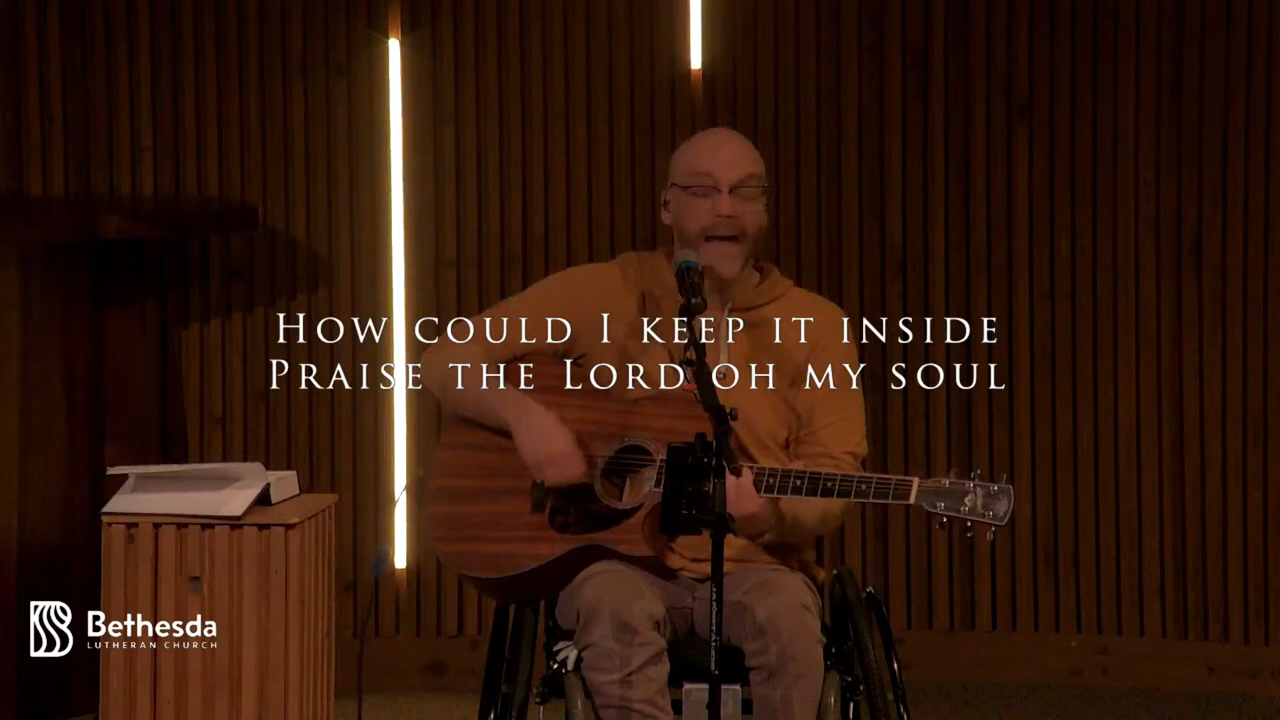 How could I keep it inside
Praise the Lord oh my soul
Bethesda
LUTHERAN CHURCH